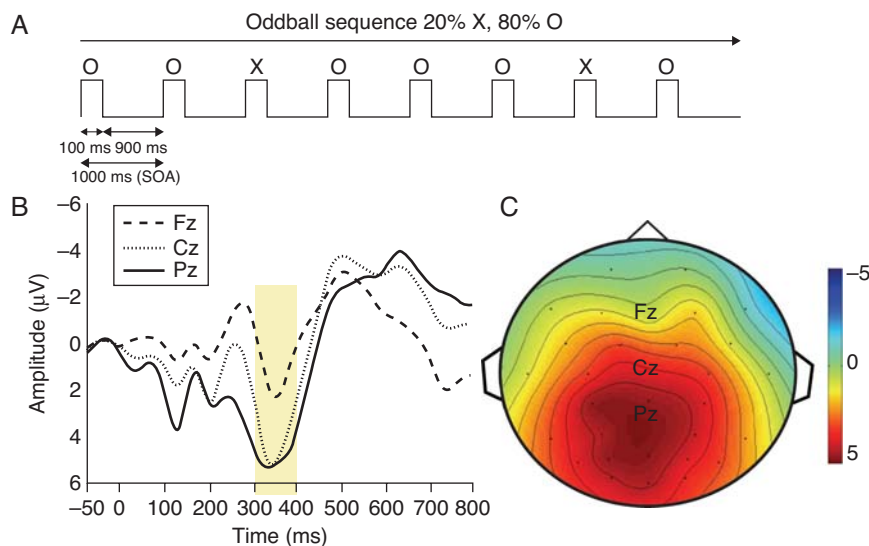 A
Oddball sequence 20% X, 80% O
O O X O O O X O
100 ms 900 ms
1000 ms (SOA)
B
C
Fz
Cz
Pz
Amplitude (μV)
−6
−4
−2
0
2
4
6
−50 0 100 200 300 400 500 600 700 800
Time (ms)
Fz
Cz
Pz
−5
0
5